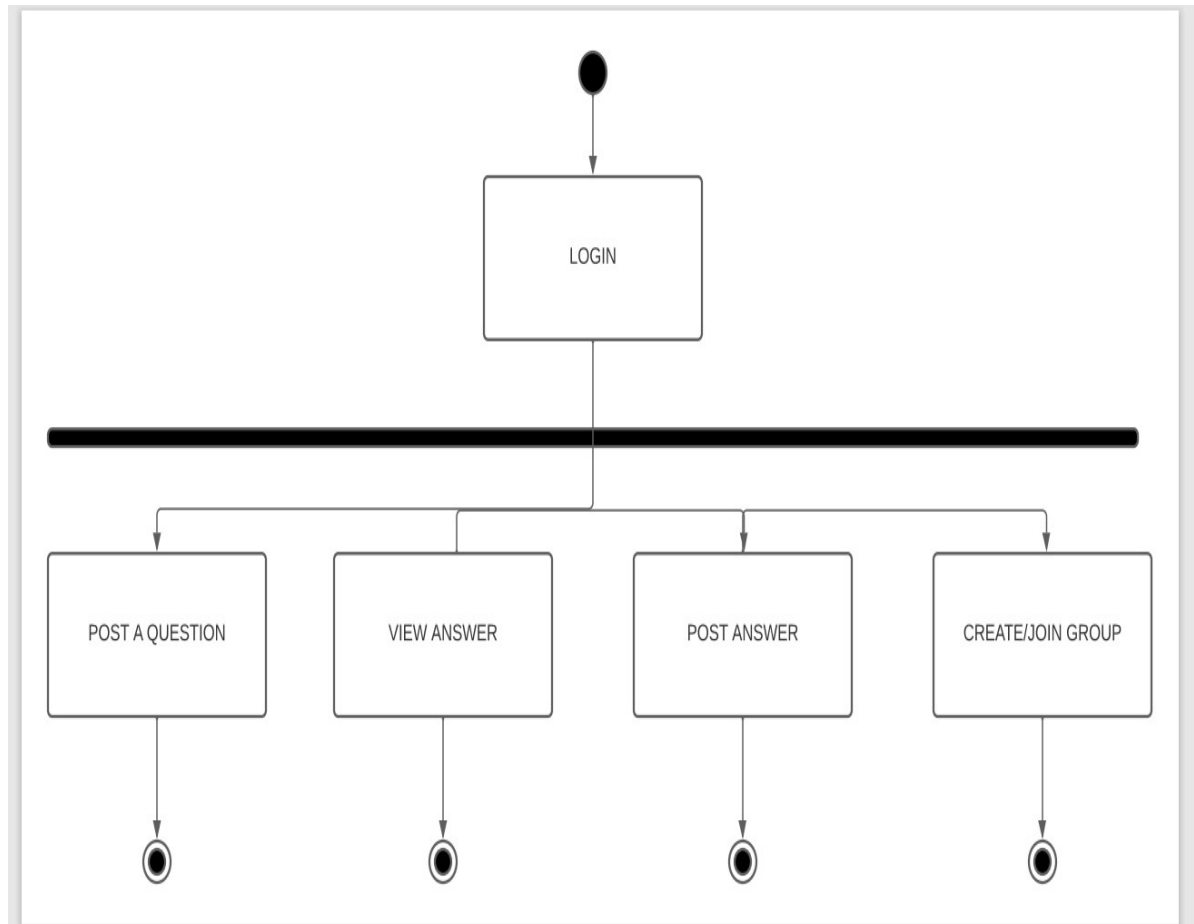 LOGIN
POST A QUESTION
VIEW ANSWER
POST ANSWER
CREATE/JOIN GROUP